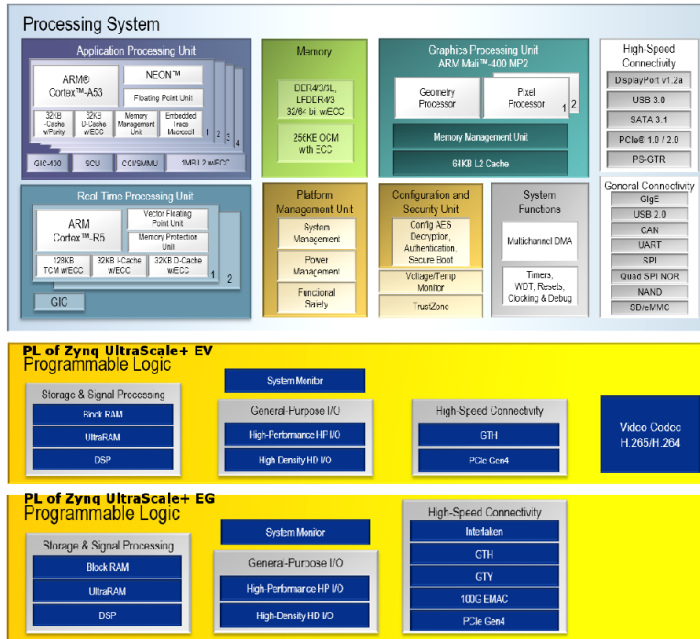 Processing System
Application Processing Unit
ARM®
Cortex™-A53
NEON™
Floating Point Unit
32KB
I-Cache
w/Parity
32KB
D-Cache
w/ECC
Memory
Management
Unit
Embedded
Trace
Macrocell
1
2
3
4
GIC-400
SCU
CCI/SMMU
1MB L2 w/ECC
Memory
DDR4/3/3L,
LPDDR4/3
32/64 bit w/ECC
256KB OCM
with ECC
Graphics Processing Unit
ARM Mali™-400 MP2
Geometry
Processor
Pixel
Processor
1
2
Memory Management Unit
64KB L2 Cache
High-Speed
Connectivity
DisplayPort v1.2a
USB 3.0
SATA 3.1
PCIe® 1.0 / 2.0
PS-GTR
Real Time Processing Unit
ARM
Cortex™-R5
Vector Floating
Point Unit
Memory Protection
Unit
128KB
TCM w/ECC
32KB I-Cache
w/ECC
32KB D-Cache
w/ECC
1
2
GIC
Platform
Management Unit
System
Management
Power
Management
Functional
Safety
Configuration and
Security Unit
Config AES
Decryption,
Authentication,
Secure Boot
Voltage/Temp
Monitor
TrustZone
System
Functions
Multichannel DMA
Timers,
WDT, Resets,
Clocking & Debug
General Connectivity
GigE
USB 2.0
CAN
UART
SPI
Quad SPI NOR
NAND
SD/eMMC
PL of Zynq UltraScale+ EV
Programmable Logic
Storage & Signal Processing
Block RAM
UltraRAM
DSP
System Monitor
General-Purpose I/O
High-Performance HP I/O
High Density HD I/O
High-Speed Connectivity
GTH
PCIe Gen4
Video Codec
H.265/H.264
PL of Zynq UltraScale+ EG
Programmable Logic
Storage & Signal Processing
Block RAM
UltraRAM
DSP
System Monitor
General-Purpose I/O
High-Performance HP I/O
High-Density HD I/O
High-Speed Connectivity
Interlaken
GTH
GTY
100G EMAC
PCIe Gen4